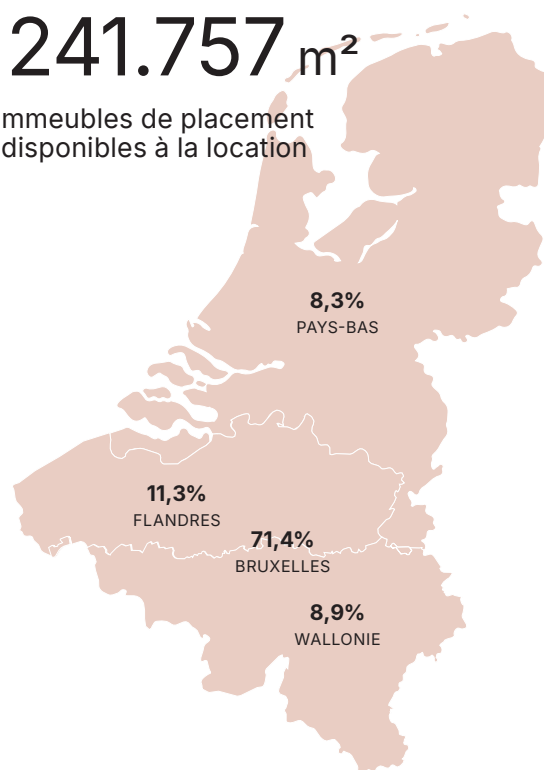 241.757 m²
mmeubles de placement
disponibles à la location
8,3%
PAYS-BAS
11,3%
FLANDRES
71,4%
BRUXELLES
8,9%
WALLONIE